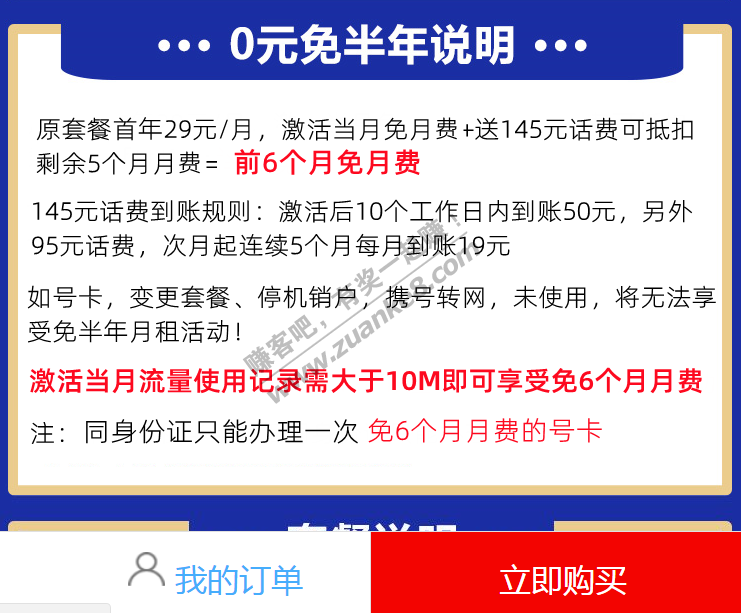 ••• 0元免半年说明 •••
原套餐首年29元/月，激活当月免月费+送145元话费可抵扣
剩余5个月月费= 前6个月免月费
145元话费到账规则：激活后10个工作日内到账50元，另外
95元话费，次月起连续5个月每月到账19元
如号卡，变更套餐、停机销户，携号转网，未使用，将无法享
受免半年月租活动！
激活当月流量使用记录需大于10M即可享受免6个月月费
注：同身份证只能办理一次 免6个月月费的号卡
赚客吧，有奖一起赚！
www.zuanke8.com
套餐说明
我的订单
立即购买